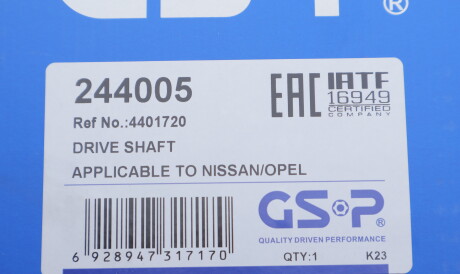 GSP®
244005
EAC IATF
16949
CERTIFIED
COMPANY
Ref No.:4401720
DRIVE SHAFT
APPLICABLE TO NISSAN/OPEL
GSP®
QUALITY DRIVEN PERFORMANCE
6 928947 317170
QTY:1 K23